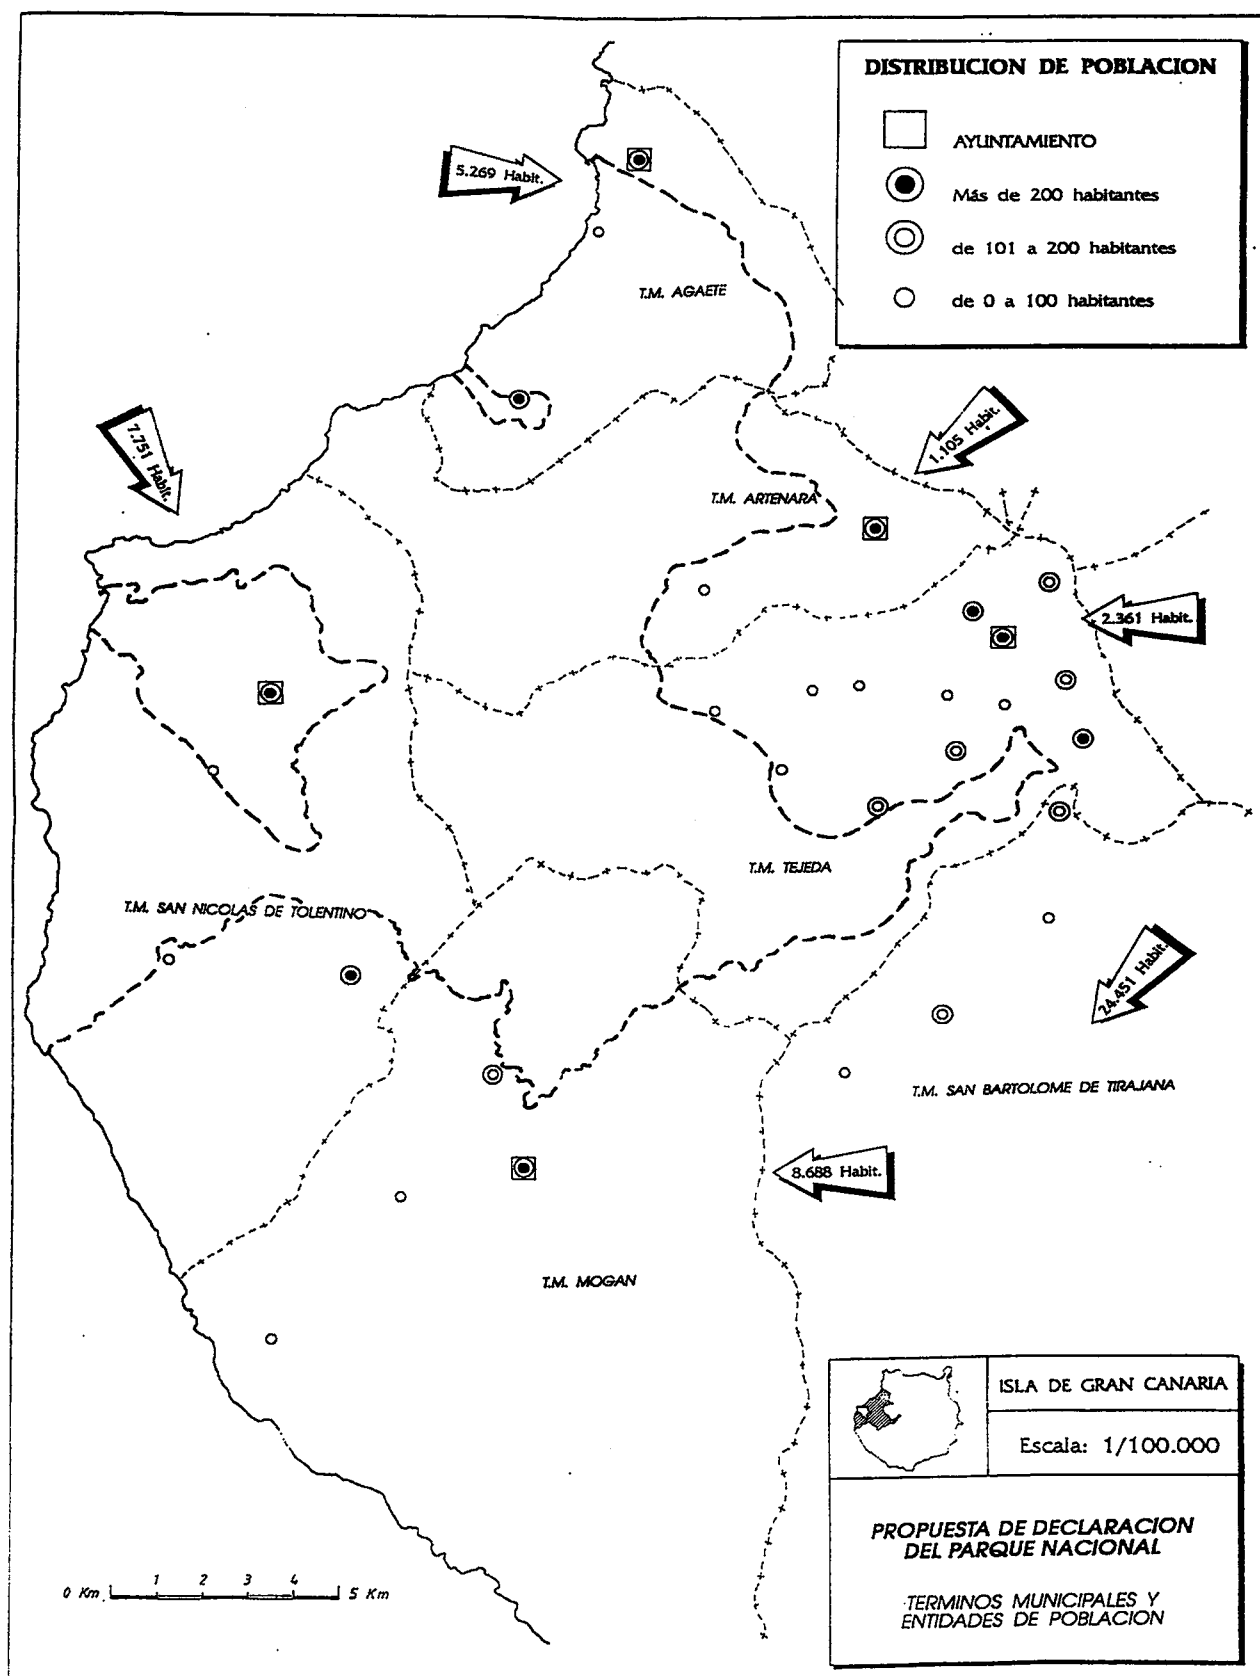 DISTRIBUCION DE POBLACION
AYUNTAMIENTO
Más de 200 habitantes
de 101 a 200 habitantes
de 0 a 100 habitantes
5.269 Habit.
T.M. AGAETE
7.751 Habit.
1.105 Habit.
T.M. ARTENARA
2.361 Habit.
T.M. TEJEDA
T.M. SAN NICOLAS DE TOLENTINO
24.451 Habit.
T.M. SAN BARTOLOME DE TIRAJANA
8.688 Habit.
T.M. MOGAN
ISLA DE GRAN CANARIA
Escala: 1/100.000
PROPUESTA DE DECLARACION
DEL PARQUE NACIONAL
TERMINOS MUNICIPALES Y
ENTIDADES DE POBLACION
0 Km 1 2 3 4 5 Km